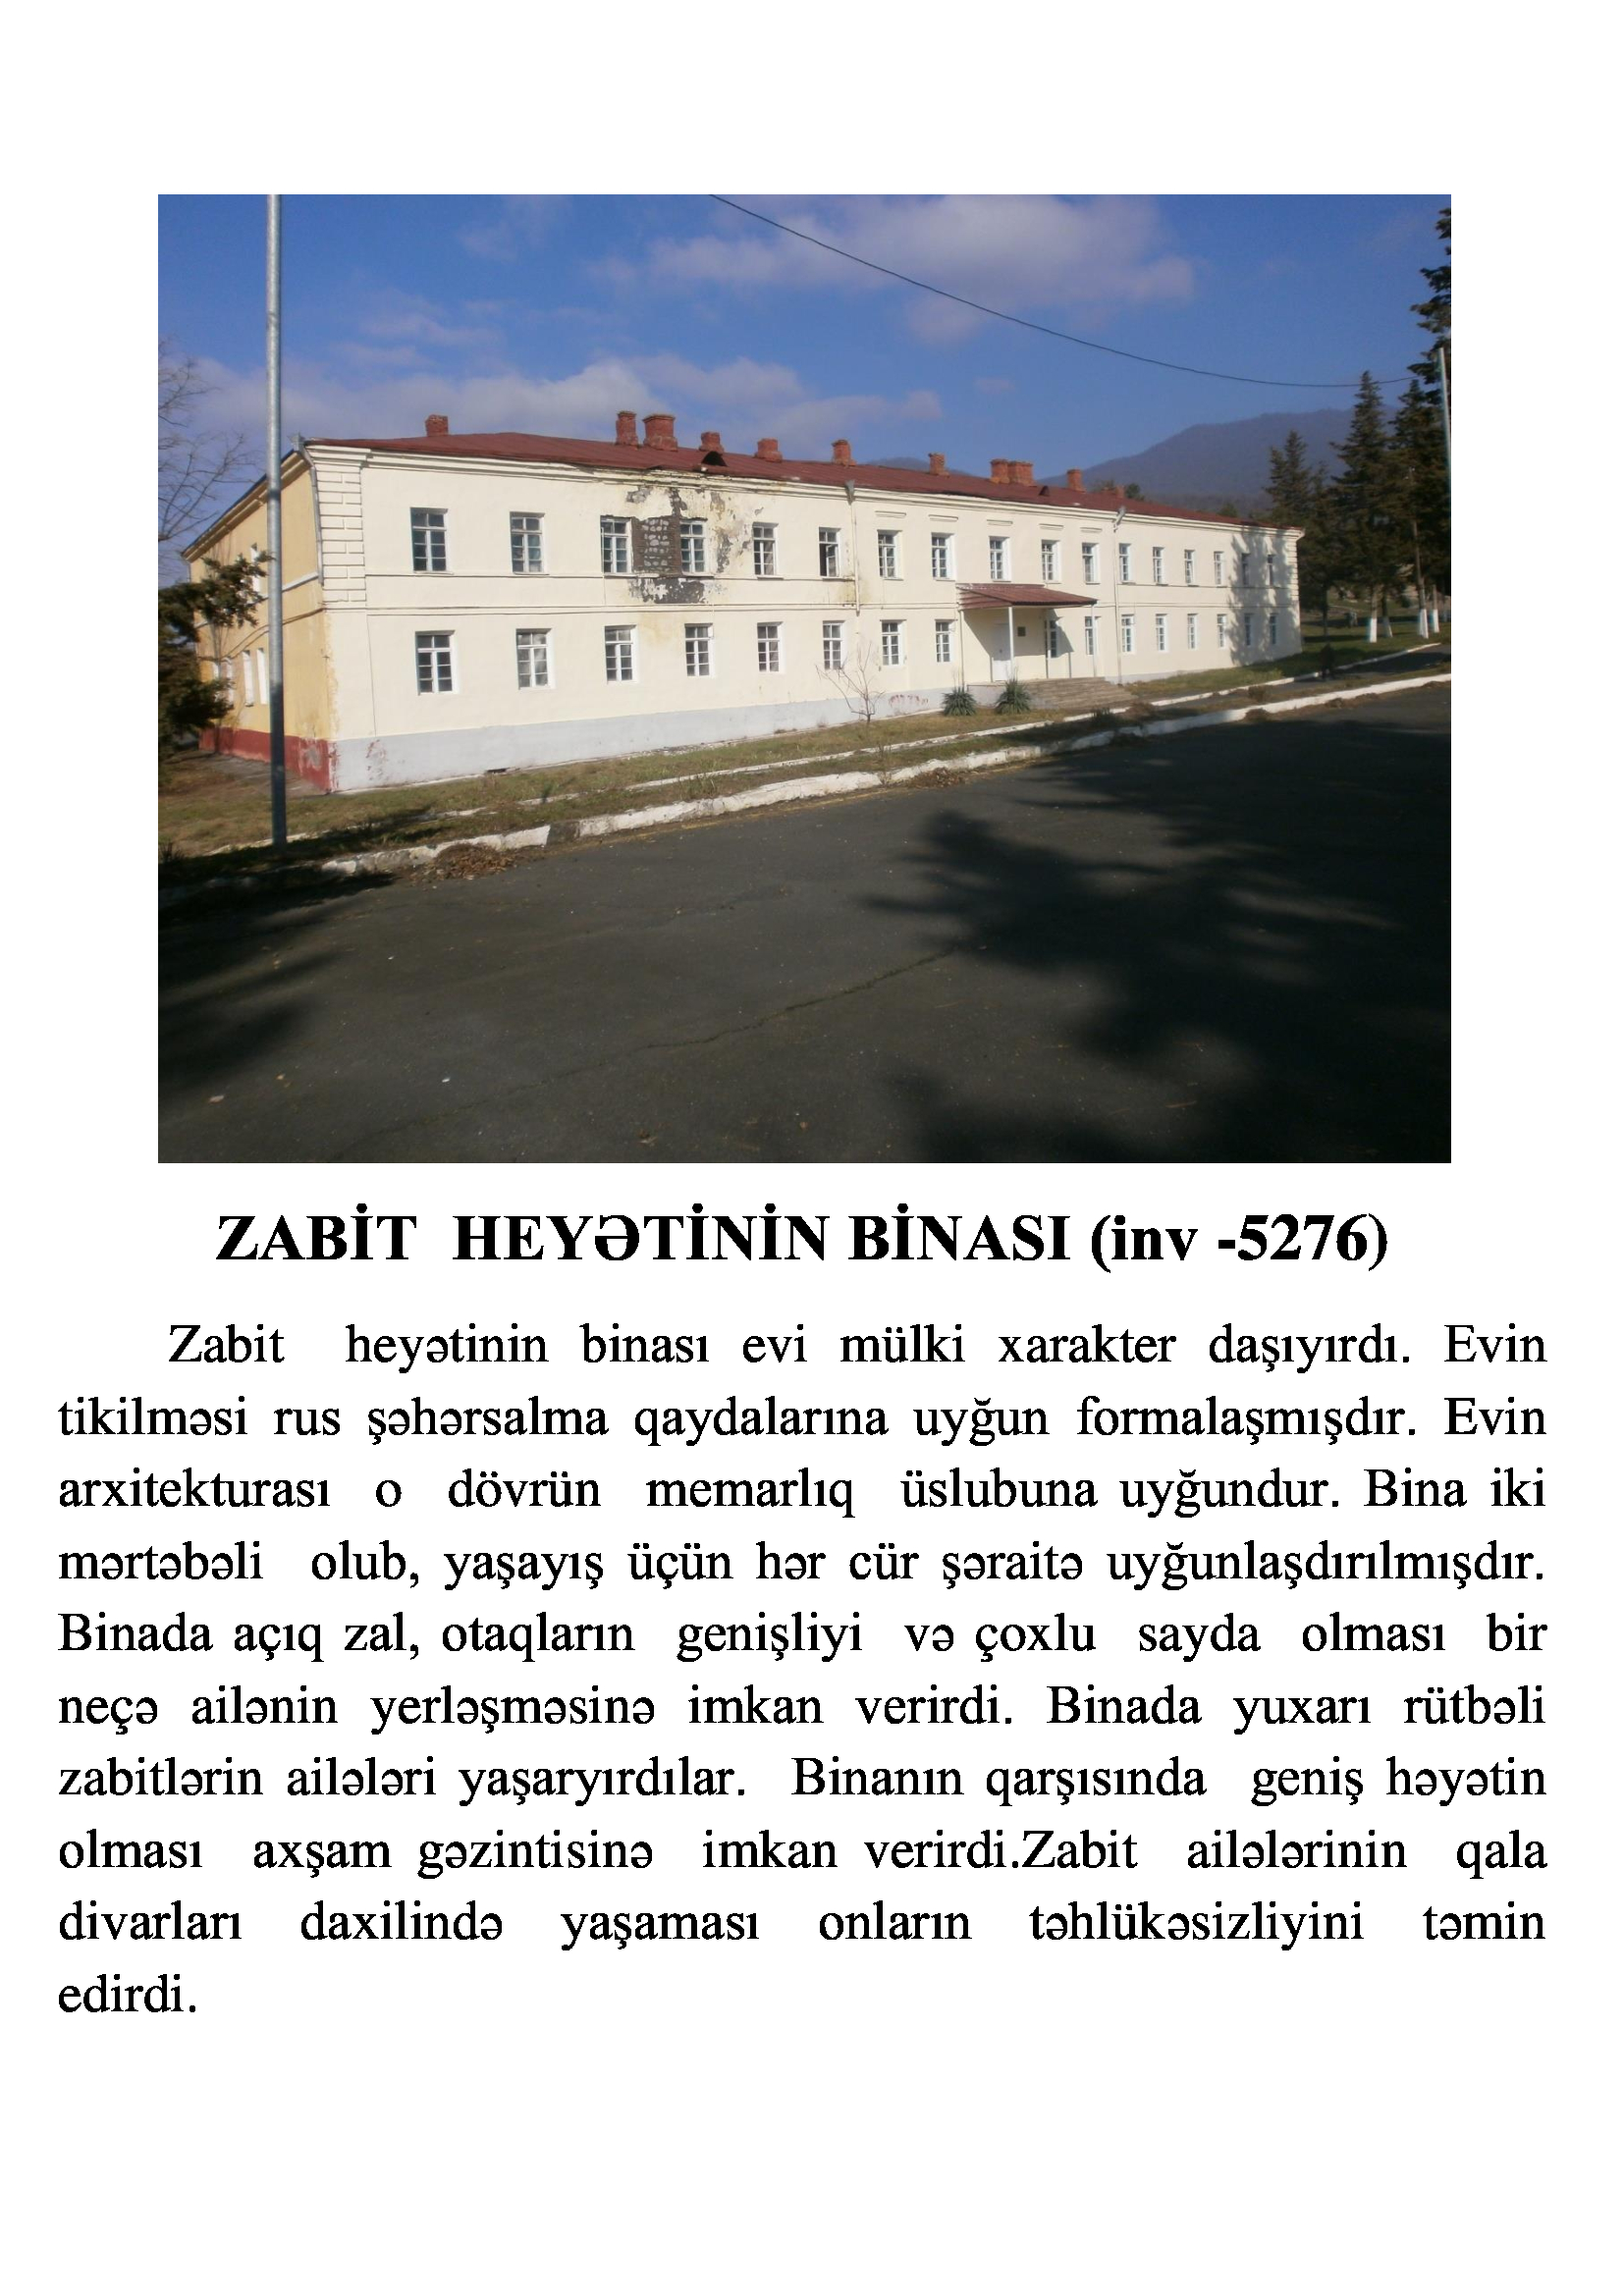 ZABİT HEYƏTİNİN BİNASI (inv -5276)
Zabit heyətinin binası evi mülki xarakter daşıyırdı. Evin
tikilməsi rus şəhərsalma qaydalarına uyğun formalaşmışdır. Evin
arxitekturası o dövrün memarlıq üslubuna uyğundur. Bina iki
mərtəbəli olub, yaşayış üçün hər cür şəraitə uyğunlaşdırılmışdır.
Binada açıq zal, otaqların genişliyi və çoxlu sayda olması bir
neçə ailənin yerləşməsinə imkan verirdi. Binada yuxarı rütbəli
zabitlərin ailələri yaşaryırdılar. Binanın qarşısında geniş həyətin
olması axşam gəzintisinə imkan verirdi.Zabit ailələrinin qala
divarları daxilində yaşaması onların təhlükəsizliyini təmin
edirdi.